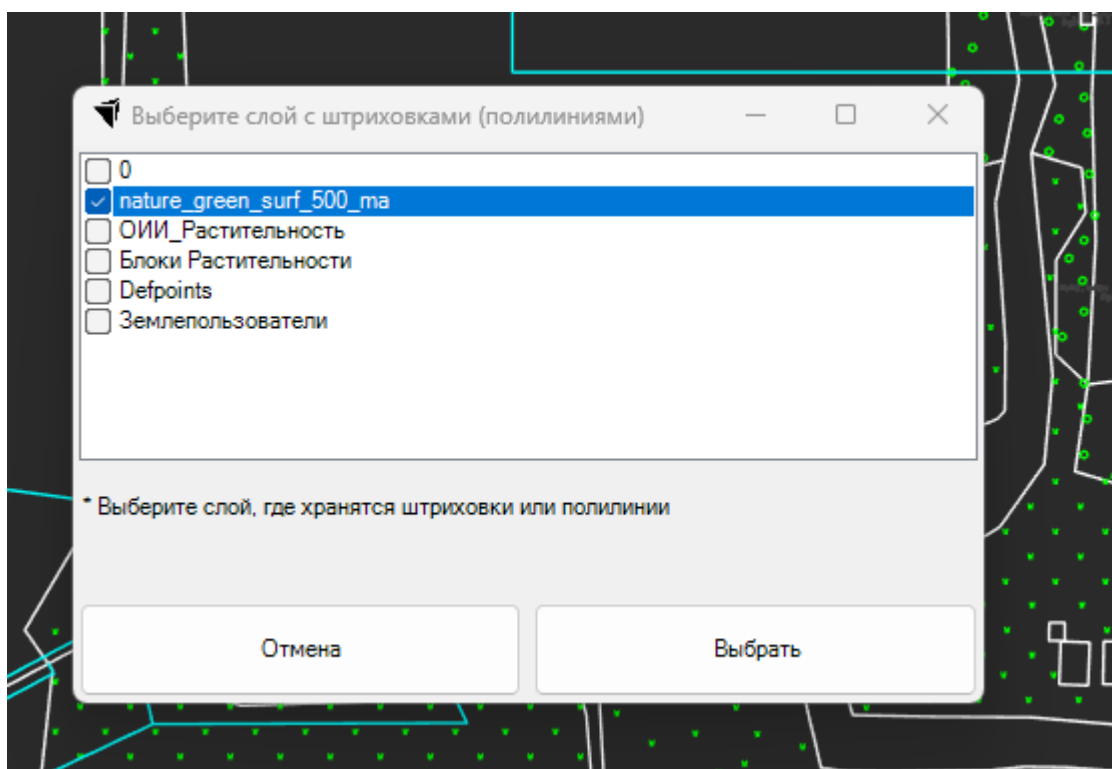 Выберите слой с штриховками (полилиниями)
0
nature_green_surf_500_ma
ОИИ_Растительность
Блоки Растительности
Defpoints
Землепользователи
* Выберите слой, где хранятся штриховки или полилинии
Отмена
Выбрать